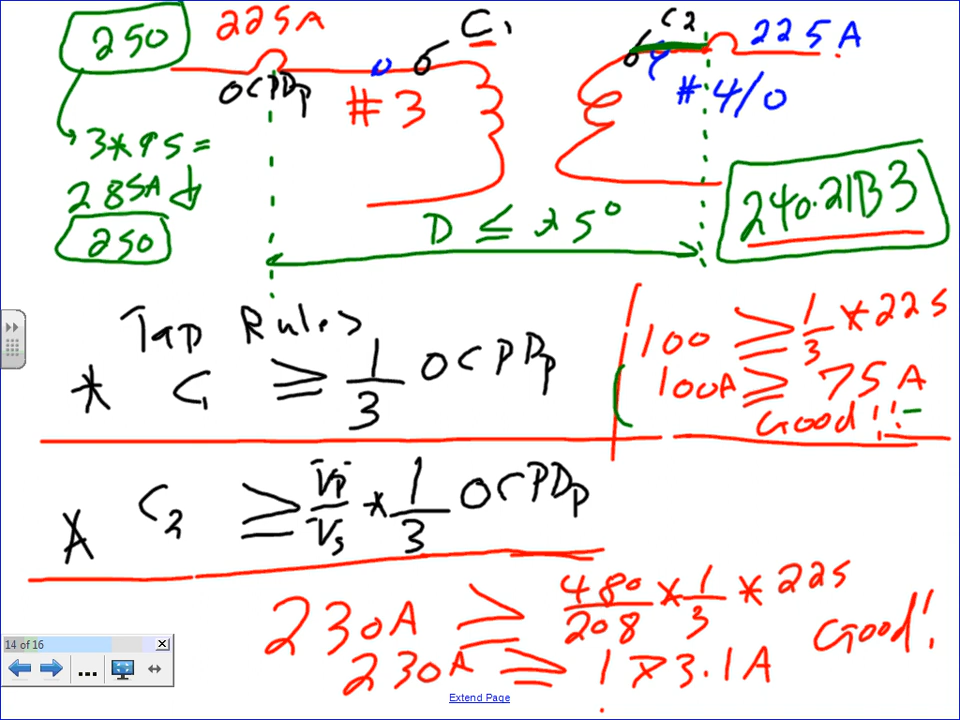 250
225A
C1
C2
225A
OCPDp
#3
#4/0
3*95=
285A
250
D ≤ 25°
240.21B3
Tap Rules
* C1 ≥ 1/3 OCPDp
100 ≥ 1/3 * 225
100A ≥ 75A
Good!!
* C2 ≥ Vp/Vs * 1/3 OCPDp
230A ≥ 480/208 * 1/3 * 225
230A ≥ 173.1A
Good!
14 of 16
...
Extend Page